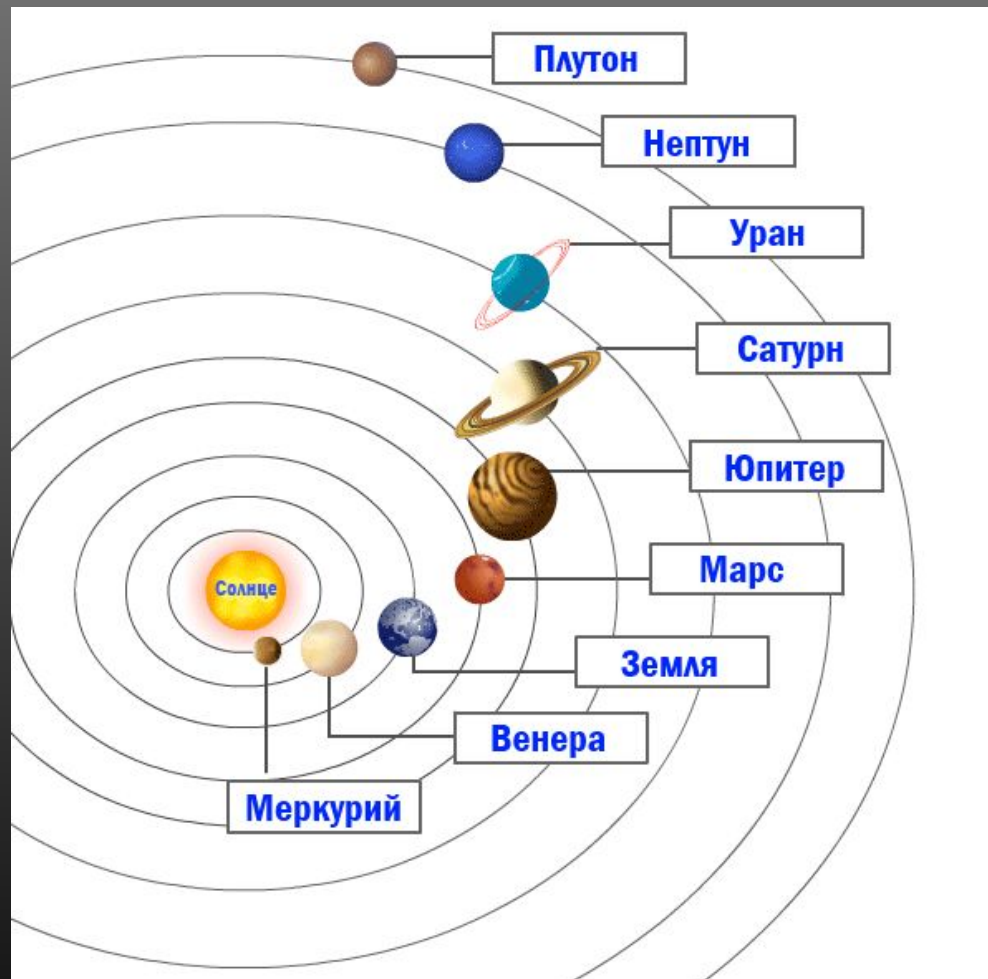 Плутон
Нептун
Уран
Сатурн
Юпитер
Марс
Солнце
Земля
Венера
Меркурий